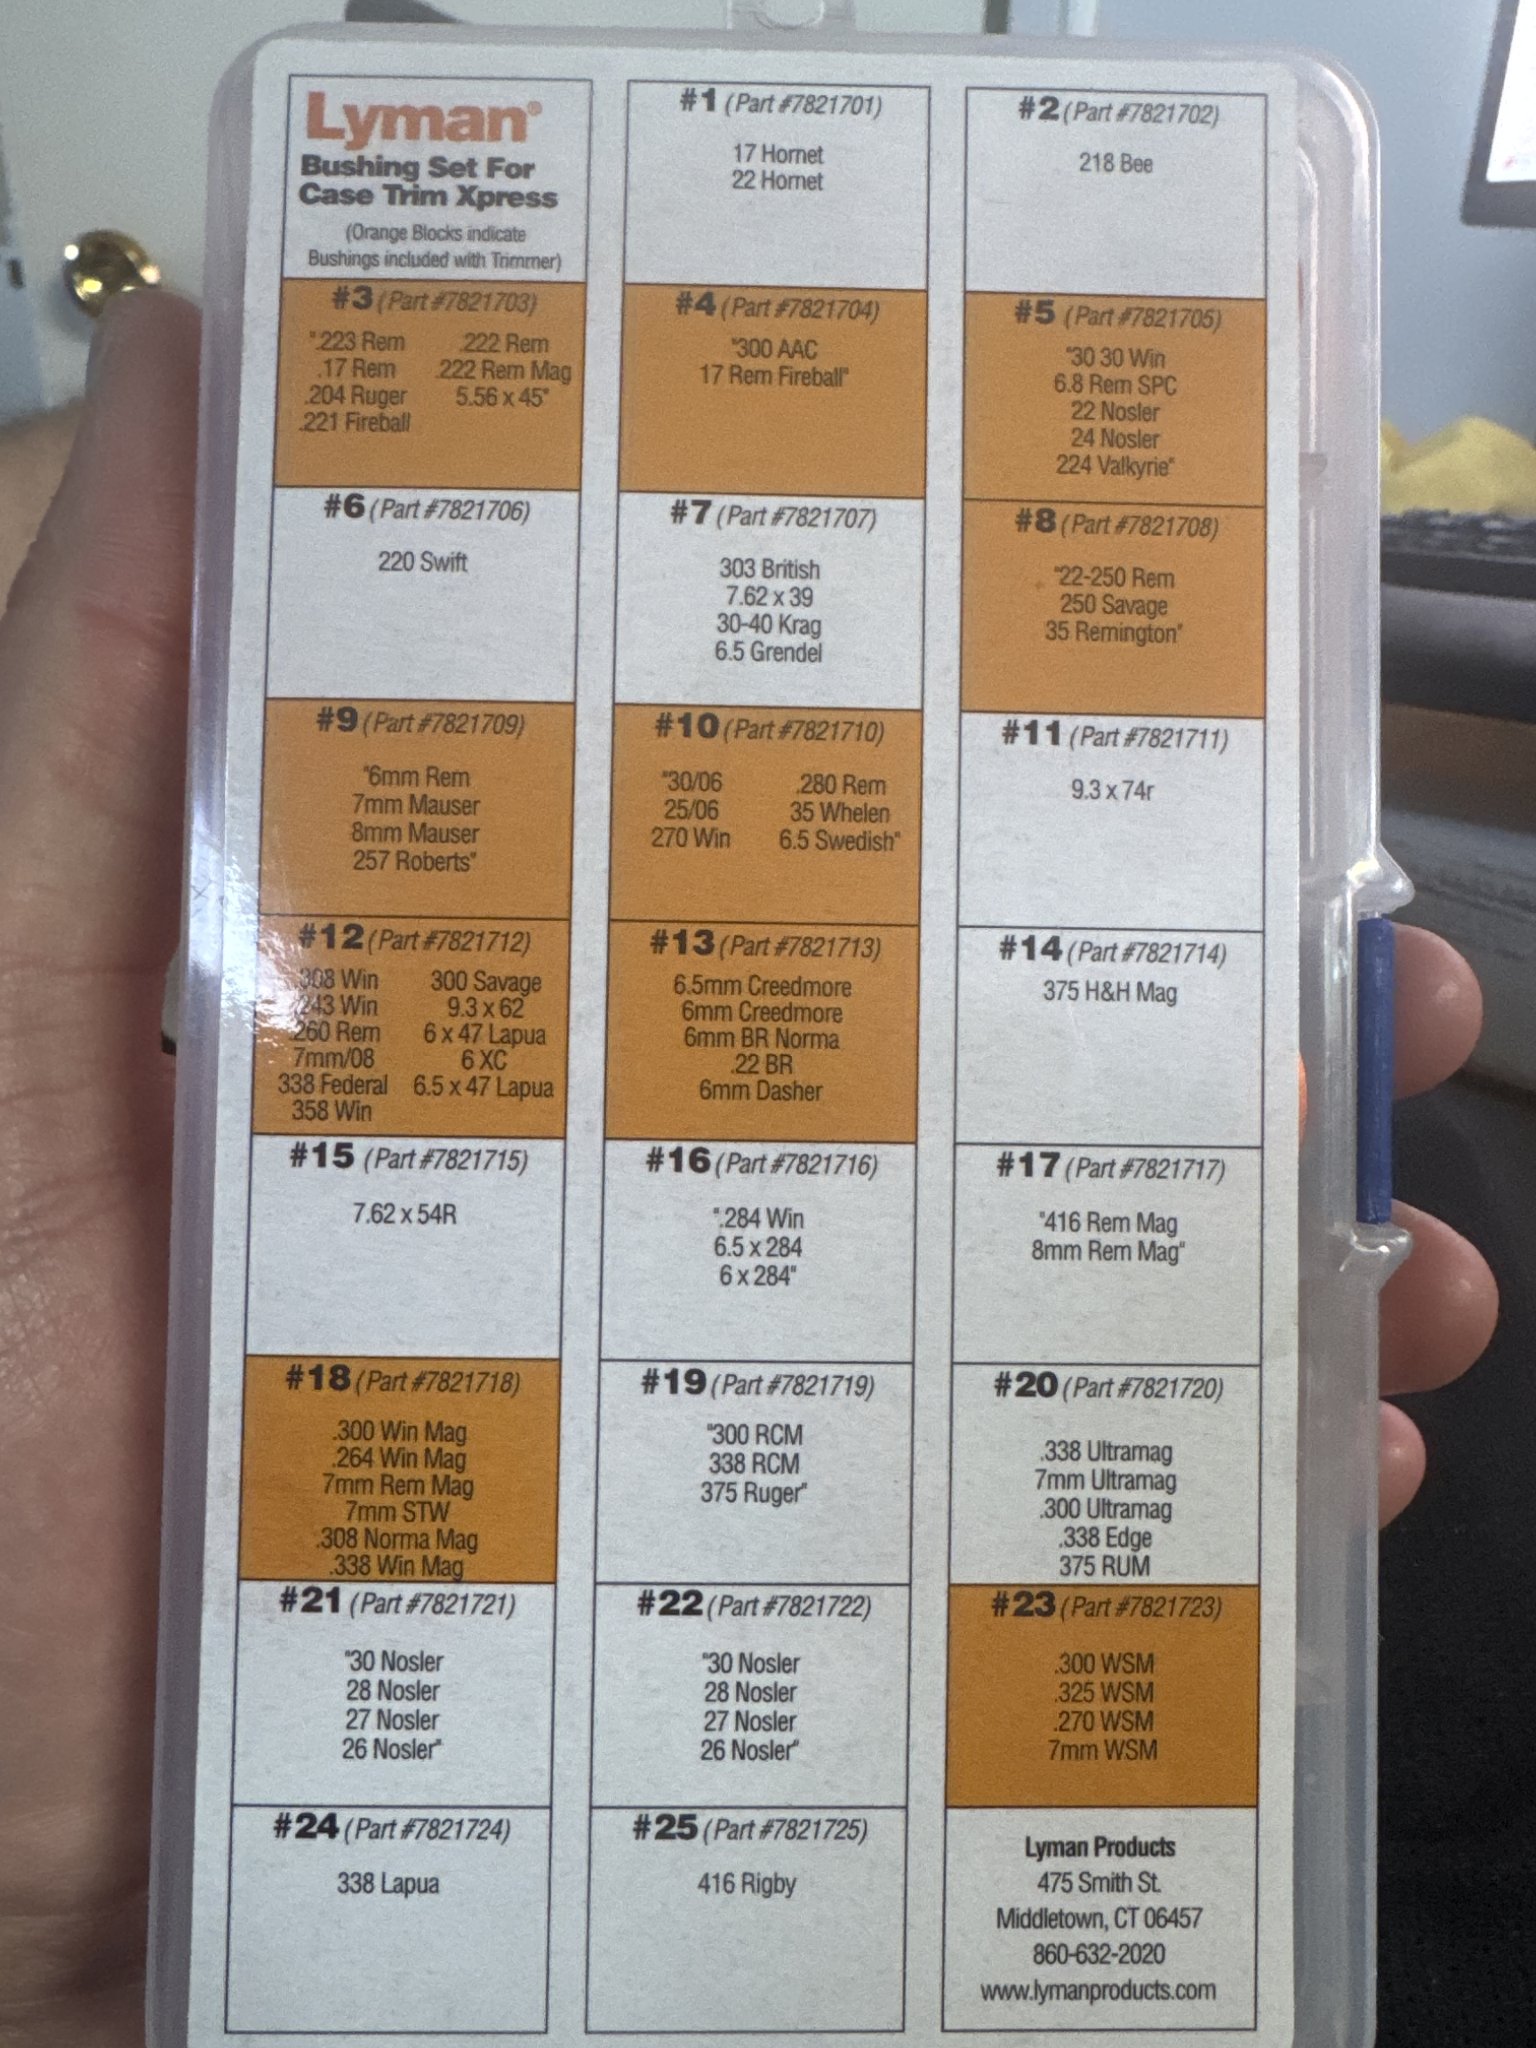 Lyman®
Bushing Set For
Case Trim Xpress
(Orange Blocks indicate
Bushings included with Trimmer)
#1 (Part #7821701)
17 Hornet
22 Hornet
#2 (Part #7821702)
218 Bee
#3 (Part #7821703)
".223 Rem .222 Rem
.17 Rem .222 Rem Mag
.204 Ruger 5.56 x 45"
.221 Fireball
#4 (Part #7821704)
"300 AAC
17 Rem Fireball"
#5 (Part #7821705)
"30 30 Win
6.8 Rem SPC
22 Nosler
24 Nosler
224 Valkyrie"
#6 (Part #7821706)
220 Swift
#7 (Part #7821707)
303 British
7.62 x 39
30-40 Krag
6.5 Grendel
#8 (Part #7821708)
"22-250 Rem
250 Savage
35 Remington"
#9 (Part #7821709)
"6mm Rem
7mm Mauser
8mm Mauser
257 Roberts"
#10 (Part #7821710)
"30/06 .280 Rem
25/06 35 Whelen
270 Win 6.5 Swedish"
#11 (Part #7821711)
9.3 x 74r
#12 (Part #7821712)
.308 Win 300 Savage
.243 Win 9.3 x 62
.260 Rem 6 x 47 Lapua
7mm/08 6 XC
338 Federal 6.5 x 47 Lapua
358 Win
#13 (Part #7821713)
6.5mm Creedmore
6mm Creedmore
6mm BR Norma
.22 BR
6mm Dasher
#14 (Part #7821714)
375 H&H Mag
#15 (Part #7821715)
7.62 x 54R
#16 (Part #7821716)
".284 Win
6.5 x 284
6 x 284"
#17 (Part #7821717)
"416 Rem Mag
8mm Rem Mag"
#18 (Part #7821718)
.300 Win Mag
.264 Win Mag
7mm Rem Mag
7mm STW
.308 Norma Mag
.338 Win Mag
#19 (Part #7821719)
"300 RCM
338 RCM
375 Ruger"
#20 (Part #7821720)
.338 Ultramag
7mm Ultramag
.300 Ultramag
.338 Edge
375 RUM
#21 (Part #7821721)
"30 Nosler
28 Nosler
27 Nosler
26 Nosler"
#22 (Part #7821722)
"30 Nosler
28 Nosler
27 Nosler
26 Nosler"
#23 (Part #7821723)
.300 WSM
.325 WSM
.270 WSM
7mm WSM
#24 (Part #7821724)
338 Lapua
#25 (Part #7821725)
416 Rigby
Lyman Products
475 Smith St.
Middletown, CT 06457
860-632-2020
www.lymanproducts.com